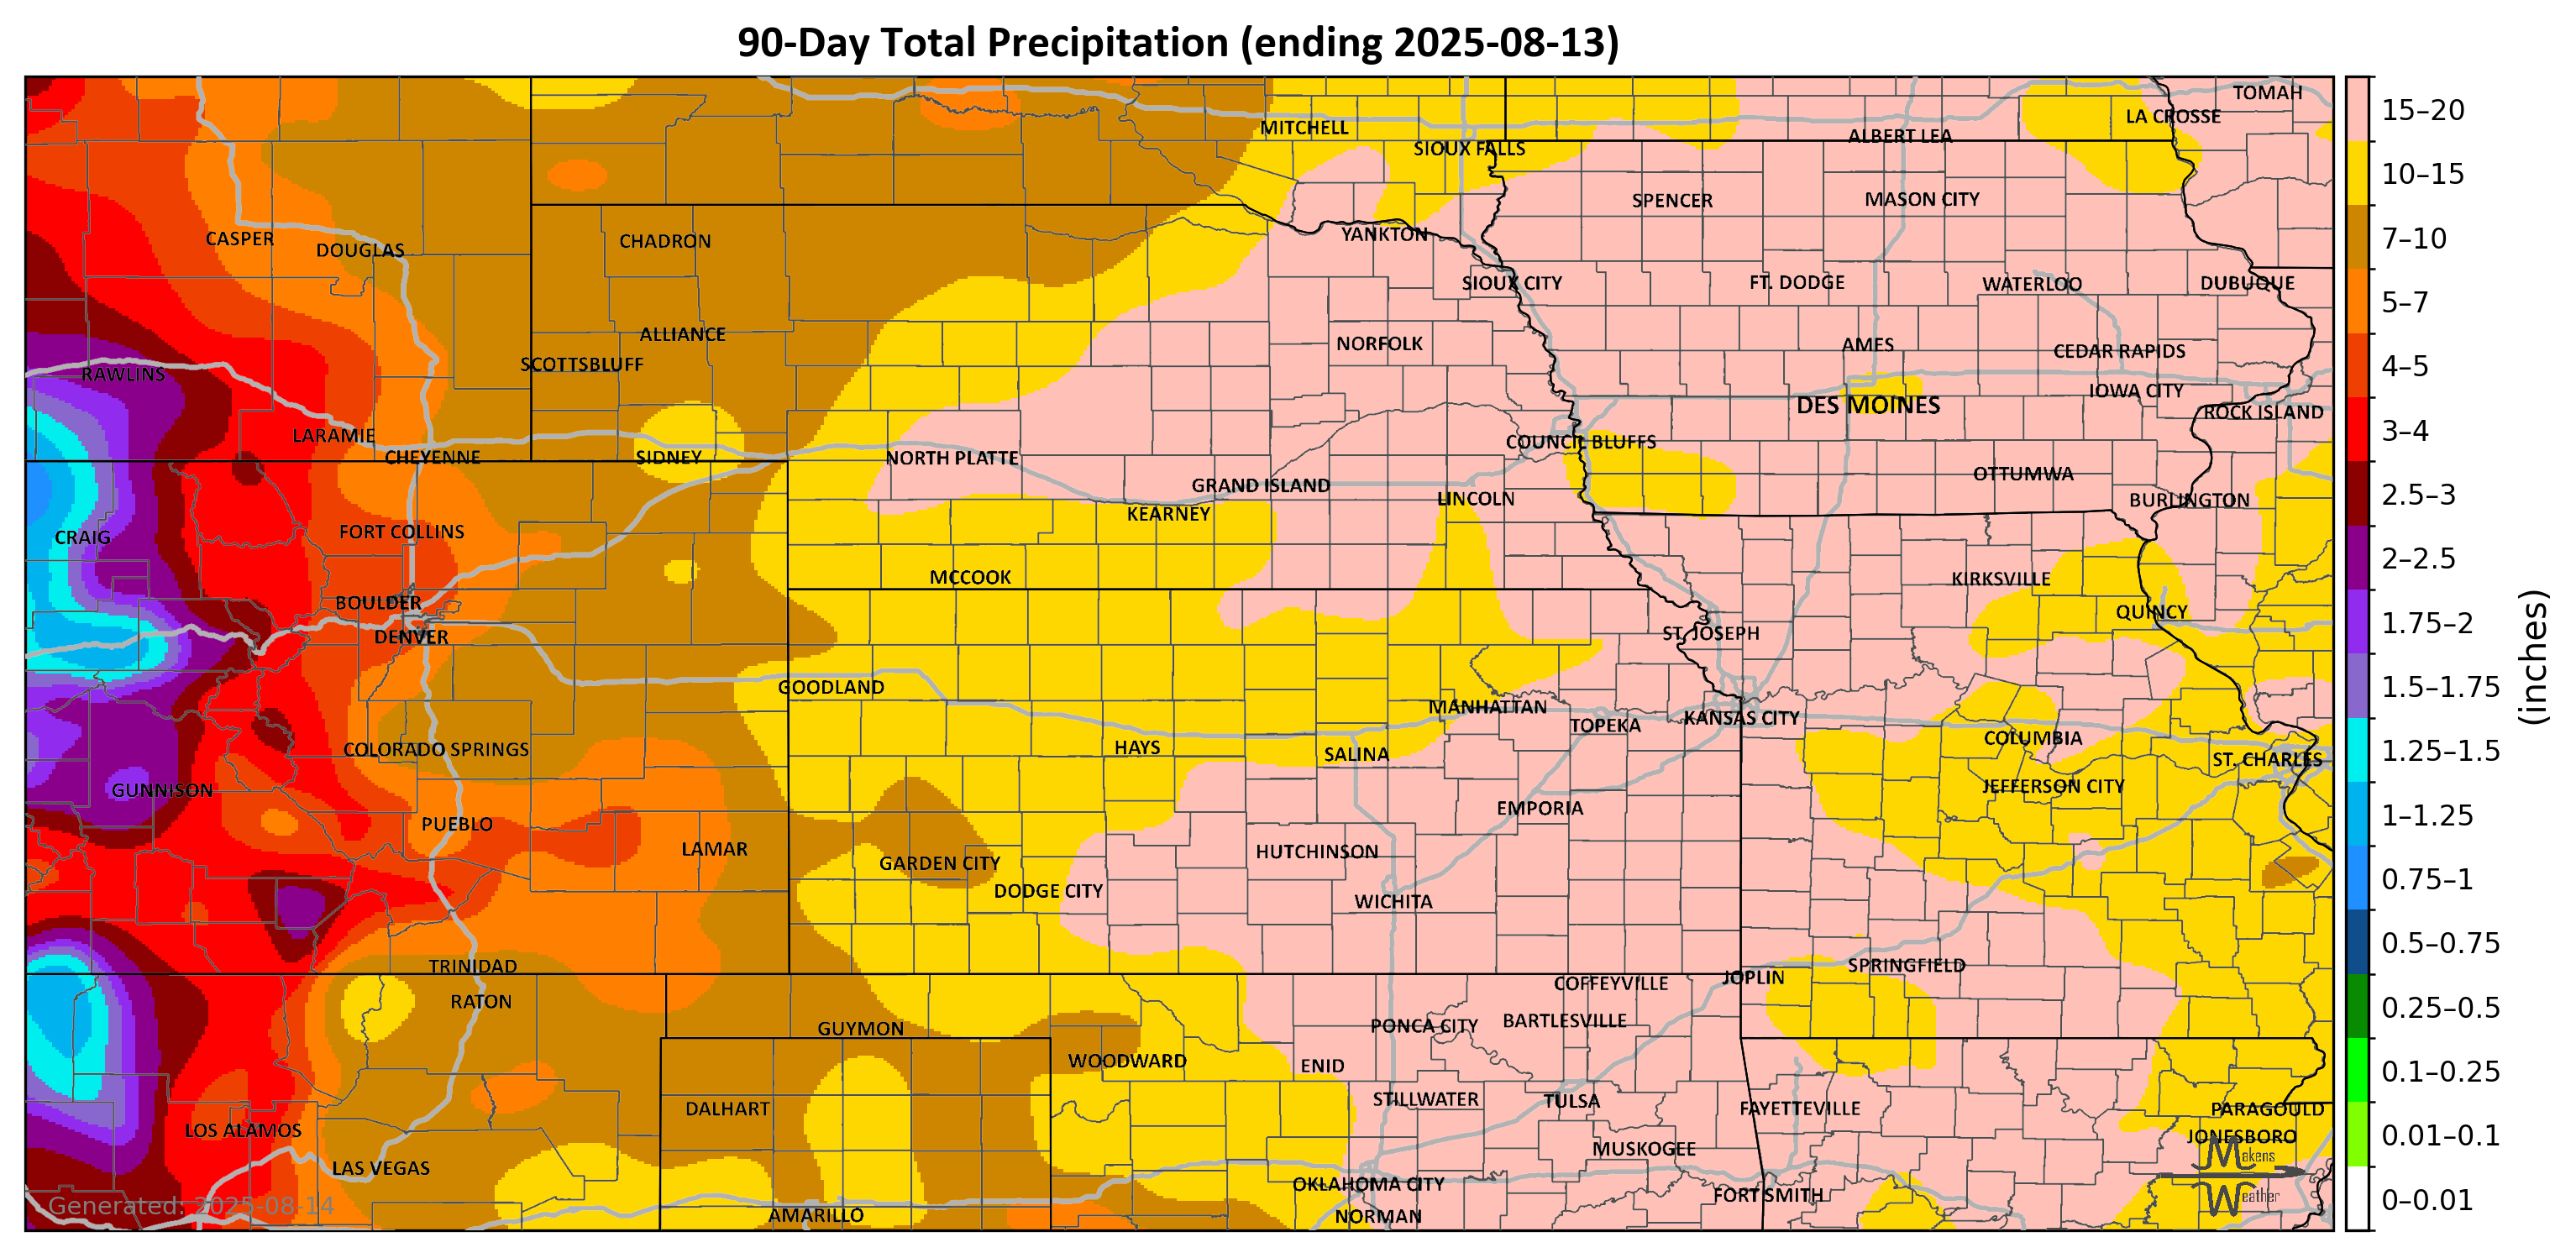 90-Day Total Precipitation (ending 2025-08-13)
TOMAH
LA CROSSE
MITCHELL
ALBERT LEA
SIOUX FALLS
SPENCER
MASON CITY
YANKTON
CASPER
CHADRON
DOUGLAS
SIOUX CITY
FT. DODGE
WATERLOO
DUBUQUE
ALLIANCE
NORFOLK
AMES
CEDAR RAPIDS
SCOTTSBLUFF
RAWLINS
IOWA CITY
DES MOINES
ROCK ISLAND
LARAMIE
COUNCIL BLUFFS
CHEYENNE
SIDNEY
NORTH PLATTE
OTTUMWA
GRAND ISLAND
LINCOLN
BURLINGTON
KEARNEY
FORT COLLINS
CRAIG
MCCOOK
KIRKSVILLE
BOULDER
QUINCY
DENVER
ST. JOSEPH
GOODLAND
MANHATTAN
TOPEKA
KANSAS CITY
COLUMBIA
COLORADO SPRINGS
HAYS
SALINA
ST. CHARLES
GUNNISON
JEFFERSON CITY
EMPORIA
PUEBLO
LAMAR
HUTCHINSON
GARDEN CITY
DODGE CITY
WICHITA
TRINIDAD
SPRINGFIELD
JOPLIN
COFFEYVILLE
RATON
GUYMON
PONCA CITY
BARTLESVILLE
WOODWARD
ENID
STILLWATER
TULSA
DALHART
FAYETTEVILLE
PARAGOULD
LOS ALAMOS
JONESBORO
MUSKOGEE
LAS VEGAS
OKLAHOMA CITY
FORT SMITH
AMARILLO
NORMAN
Generated: 2025-08-14
Makens
Weather
15–20
10–15
7–10
5–7
4–5
3–4
2.5–3
2–2.5
1.75–2
1.5–1.75
1.25–1.5
1–1.25
0.75–1
0.5–0.75
0.25–0.5
0.1–0.25
0.01–0.1
0–0.01
(inches)